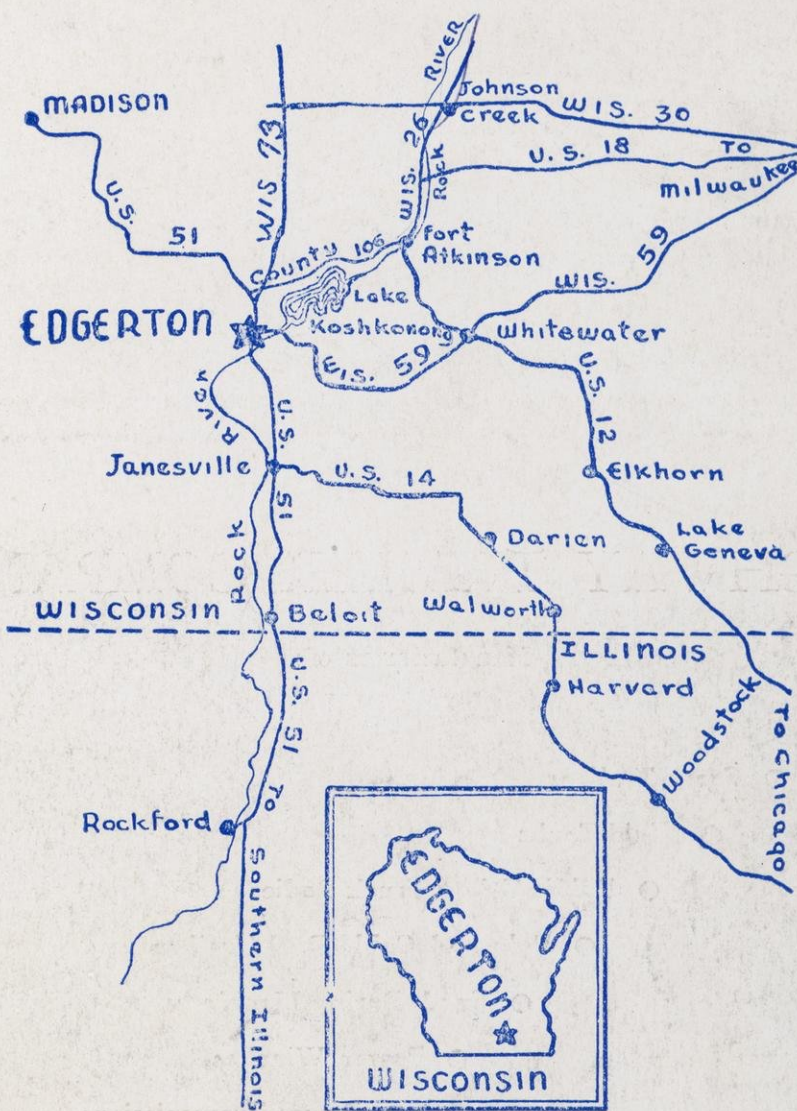 RIVER
MADISON
Johnson
Creek
WIS. 30
WIS 73
WIS. 26
ROCK
U.S. 18
TO
Milwaukee
U.S.
51
County 106
Fort
Atkinson
WIS. 59
Lake
Koshkonong
EDGERTON
Whitewater
EIS. 59
RIVER
U.S.
51
U.S. 12
Janesville
U.S. 14
Elkhorn
ROCK
Darien
Lake
Geneva
WISCONSIN
Beloit
Walworth
ILLINOIS
U.S. 51 TO
Southern Illinois
Harvard
Woodstock
To Chicago
Rockford
EDGERTON
WISCONSIN